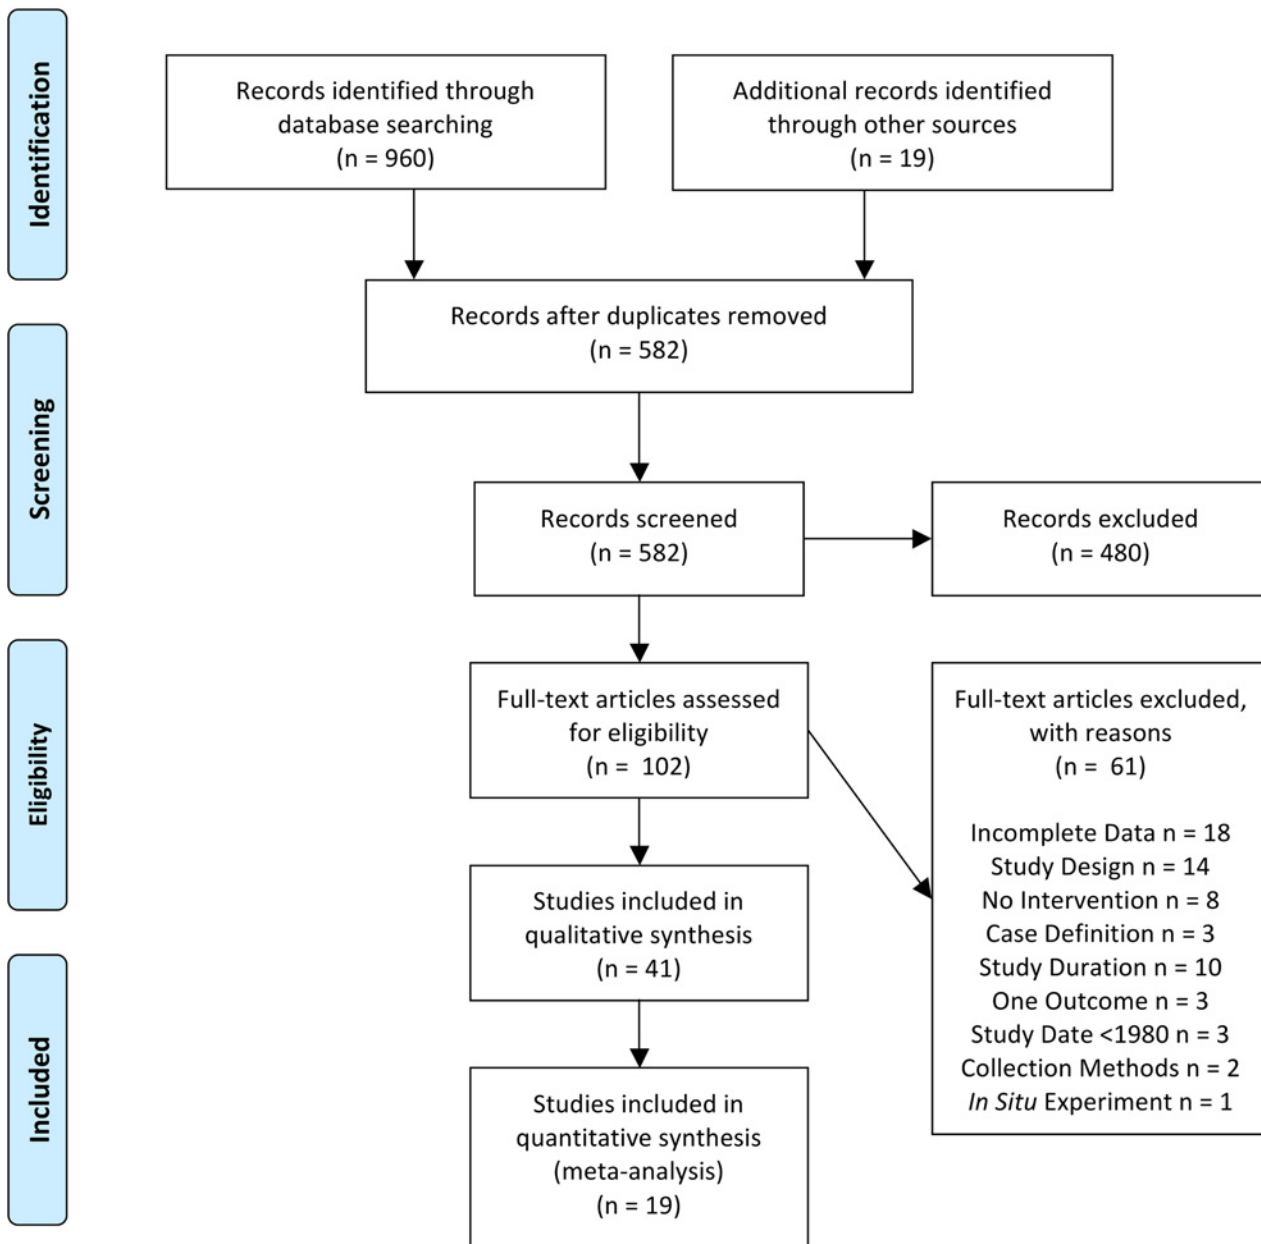 Identification
Records identified through
database searching
(n = 960)
Additional records identified
through other sources
(n = 19)
Records after duplicates removed
(n = 582)
Screening
Records screened
(n = 582)
Records excluded
(n = 480)
Eligibility
Full-text articles assessed
for eligibility
(n =  102)
Full-text articles excluded,
with reasons
(n =  61)
Incomplete Data n = 18
Study Design n = 14
No Intervention n = 8
Case Definition n = 3
Study Duration n = 10
One Outcome n = 3
Study Date <1980 n = 3
Collection Methods n = 2
In Situ Experiment n = 1
Studies included in
qualitative synthesis
(n = 41)
Included
Studies included in
quantitative synthesis
(meta-analysis)
(n = 19)